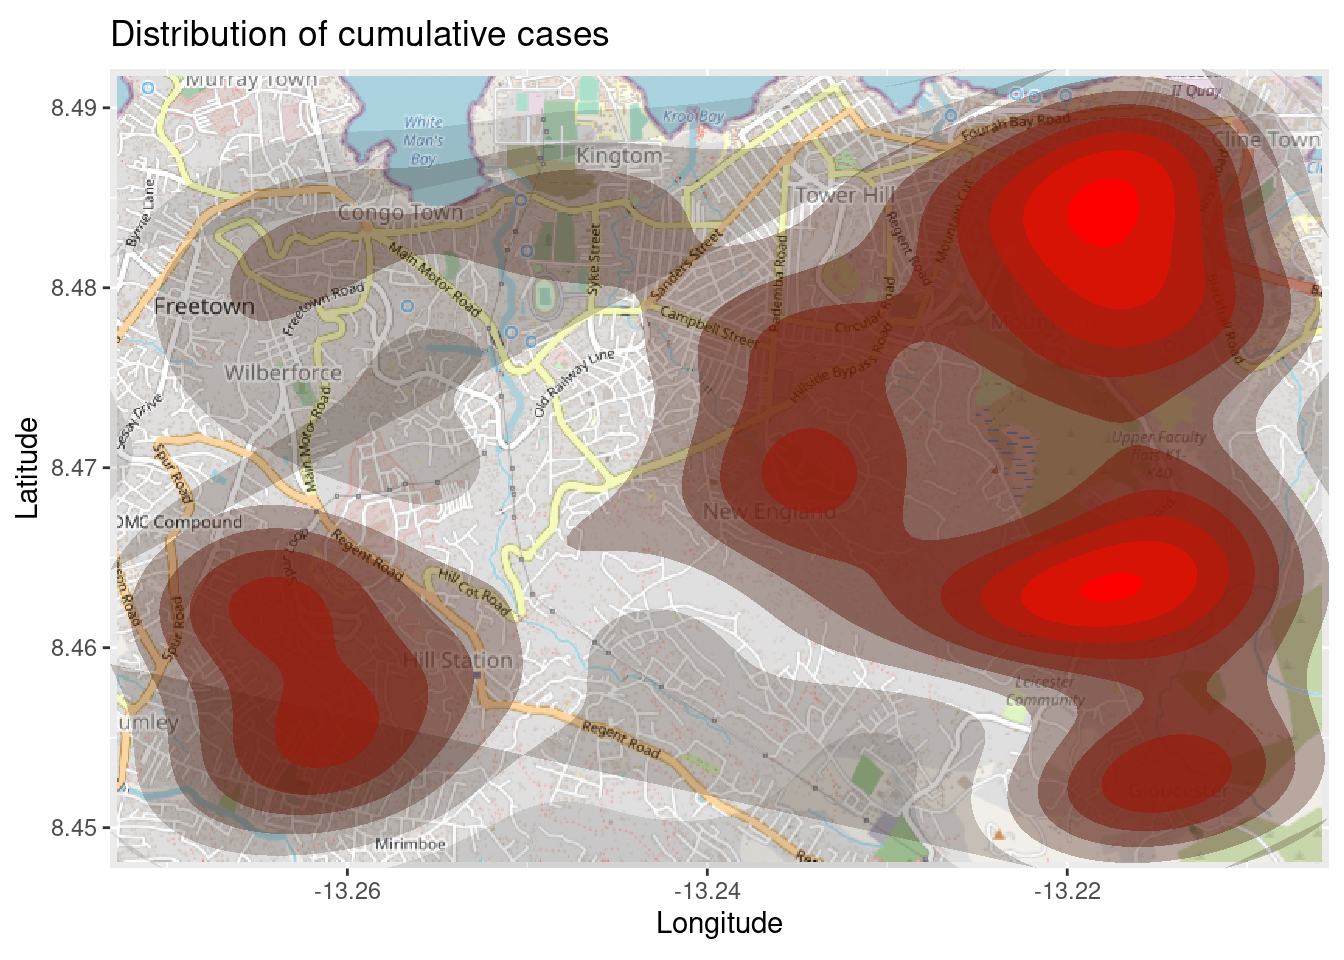 Distribution of cumulative cases
Murray Town
II Quay
8.49
White
Man's
Bay
Kroo Bay
Fourah Bay Road
Cline Town
Kingtom
Byrne Lane
Tower Hill
Mountain Cut
Congo Town
Regent Road
Syke Street
Sanders Street
Main Motor Road
Pademba Road
8.48
Freetown
Freetown Road
Campbell Street
Circular Road
Hillside Bypass Road
Old Railway Line
Wilberforce
Main Motor Road
Latitude
8.47
Spur Road
Upper Faculty
flats K1-
K40
New England
OMC Compound
Spur Loop
Regent Road
Hill Cot Road
Spur Road
8.46
Hill Station
Leicester
Community
umley
Regent Road
Gloucester
8.45
Mirimboe
-13.26
-13.24
-13.22
Longitude